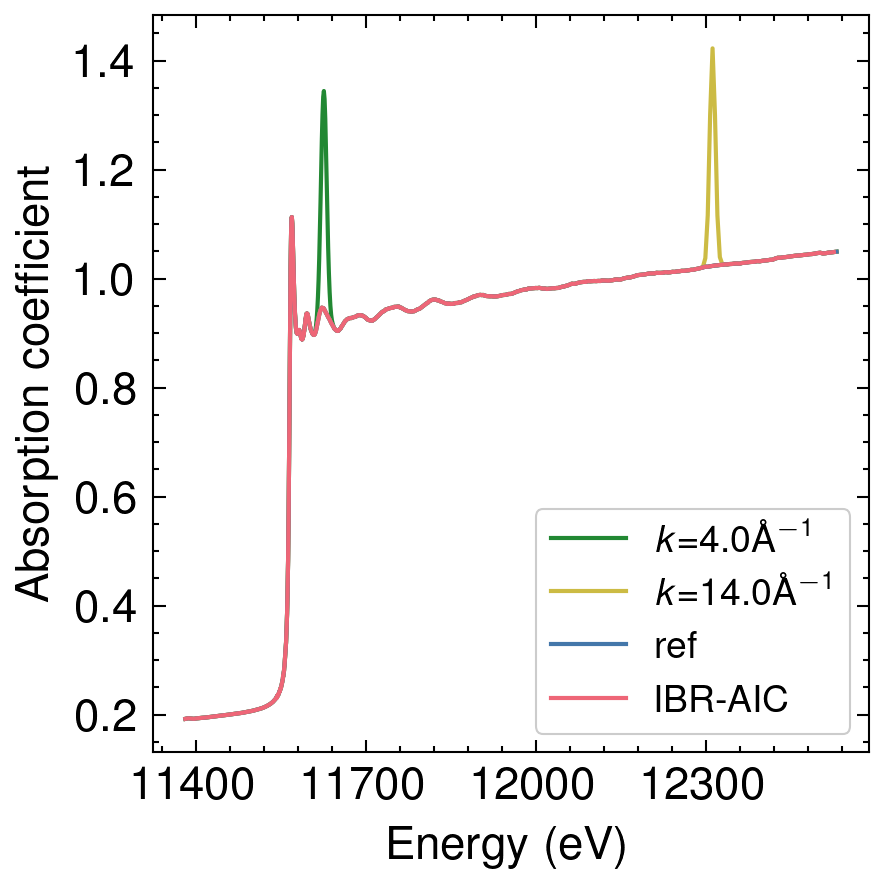 Absorption coefficient
1.4
1.2
1.0
0.8
0.6
0.4
0.2
k=4.0Å⁻¹
k=14.0Å⁻¹
ref
IBR-AIC
11400 11700 12000 12300
Energy (eV)